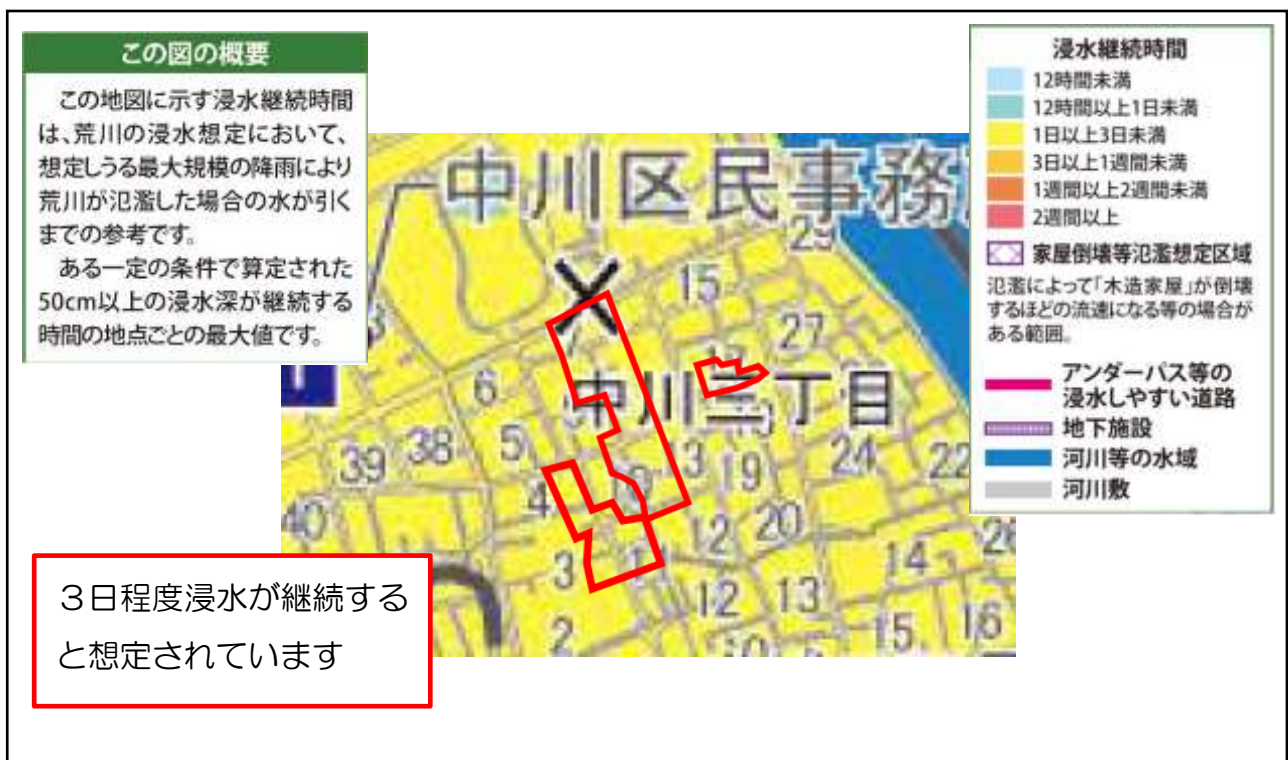 この図の概要
この地図に示す浸水継続時間
は、荒川の浸水想定において、
想定しうる最大規模の降雨により
荒川が氾濫した場合の水が引く
までの参考です。
ある一定の条件で算定された
50cm以上の浸水深が継続する
時間の地点ごとの最大値です。
浸水継続時間
12時間未満
12時間以上1日未満
1日以上3日未満
3日以上1週間未満
1週間以上2週間未満
2週間以上
家屋倒壊等氾濫想定区域
氾濫によって「木造家屋」が倒壊
するほどの流速になる等の場合が
ある範囲。
アンダーパス等の
浸水しやすい道路
地下施設
河川等の水域
河川敷
中川区民事務
29
15
27
6
中川三丁目
39
38
5
13
19
24
22
40
4
12
20
14
3
12
13
2
15
16
３日程度浸水が継続する
と想定されています